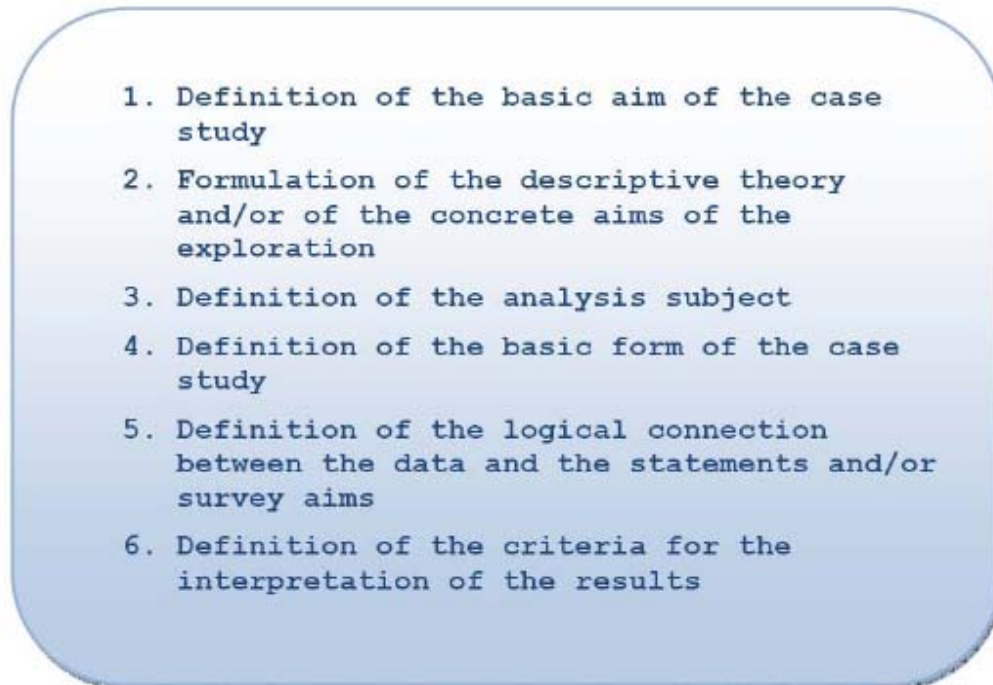 1. Definition of the basic aim of the case
study
2. Formulation of the descriptive theory
and/or of the concrete aims of the
exploration
3. Definition of the analysis subject
4. Definition of the basic form of the case
study
5. Definition of the logical connection
between the data and the statements and/or
survey aims
6. Definition of the criteria for the
interpretation of the results